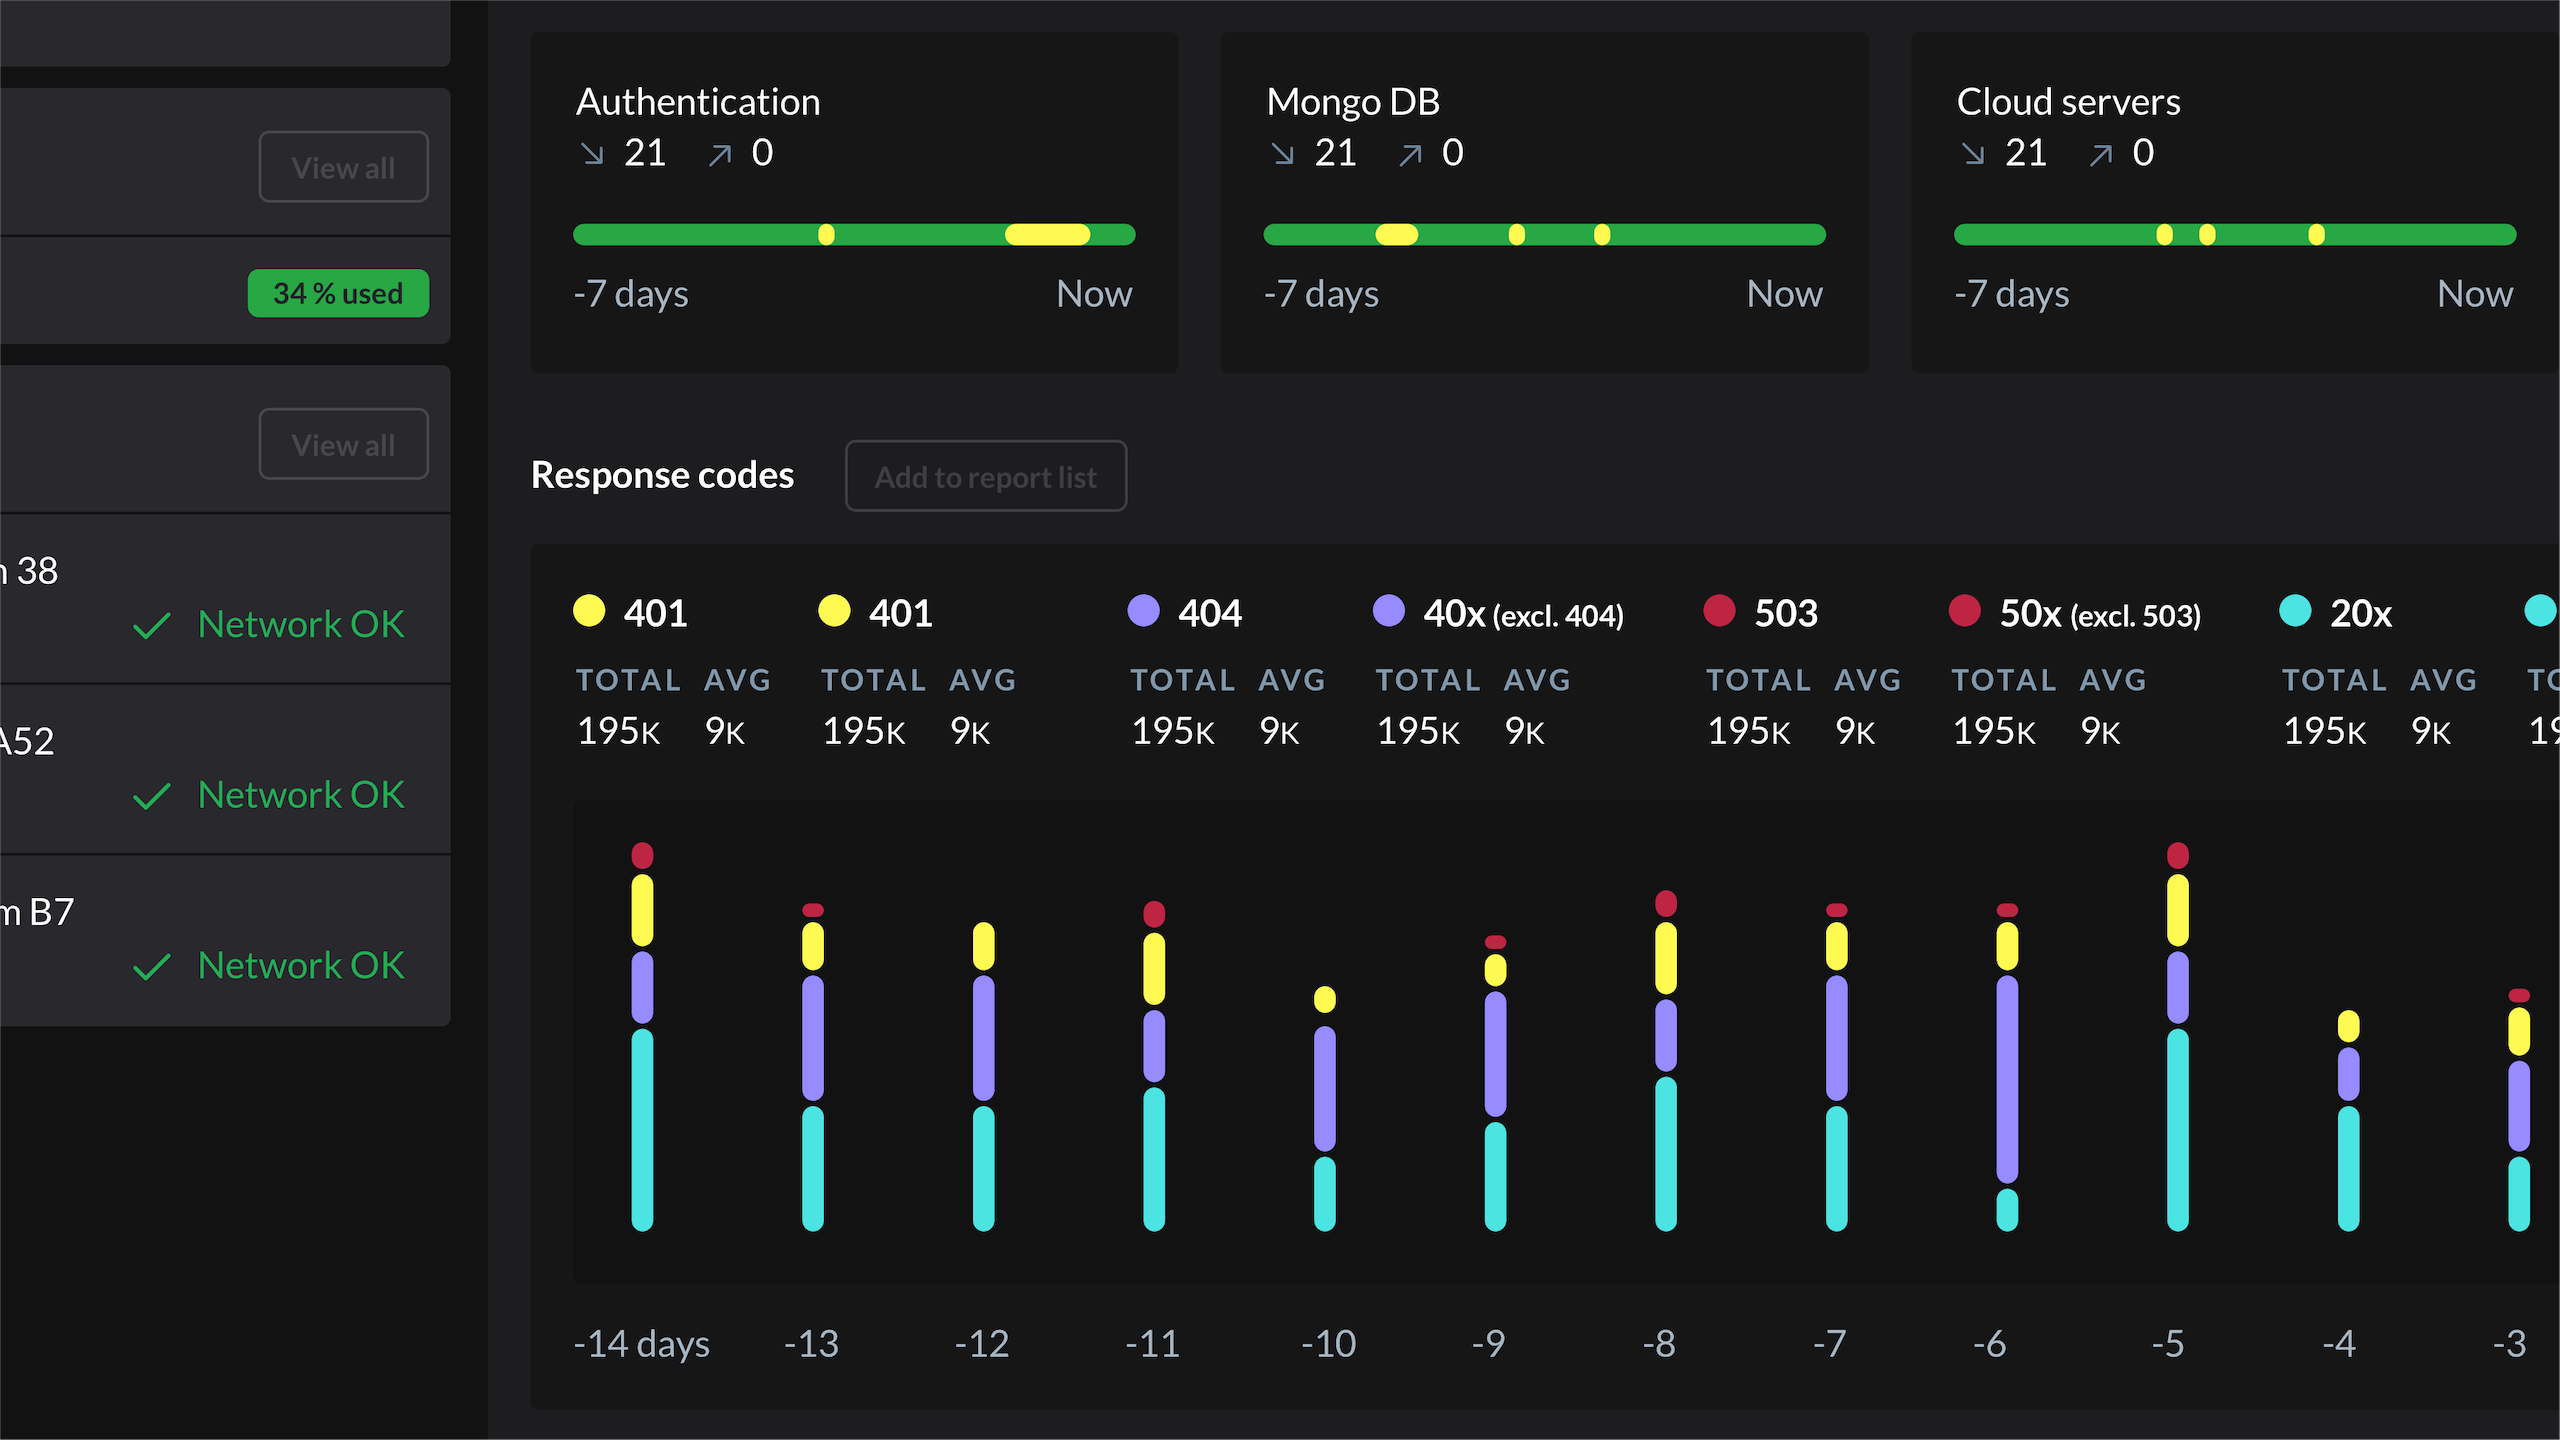 View all
34 % used
View all
38
Network OK
A52
Network OK
B7
Network OK
Authentication
21 0
-7 days Now
Mongo DB
21 0
-7 days Now
Cloud servers
21 0
-7 days Now
Response codes Add to report list
401 401 404 40x (excl. 404) 503 50x (excl. 503) 20x
TOTAL AVG TOTAL AVG TOTAL AVG TOTAL AVG TOTAL AVG TOTAL AVG TOTAL AVG
195K 9K 195K 9K 195K 9K 195K 9K 195K 9K 195K 9K 195K 9K
-14 days -13 -12 -11 -10 -9 -8 -7 -6 -5 -4 -3